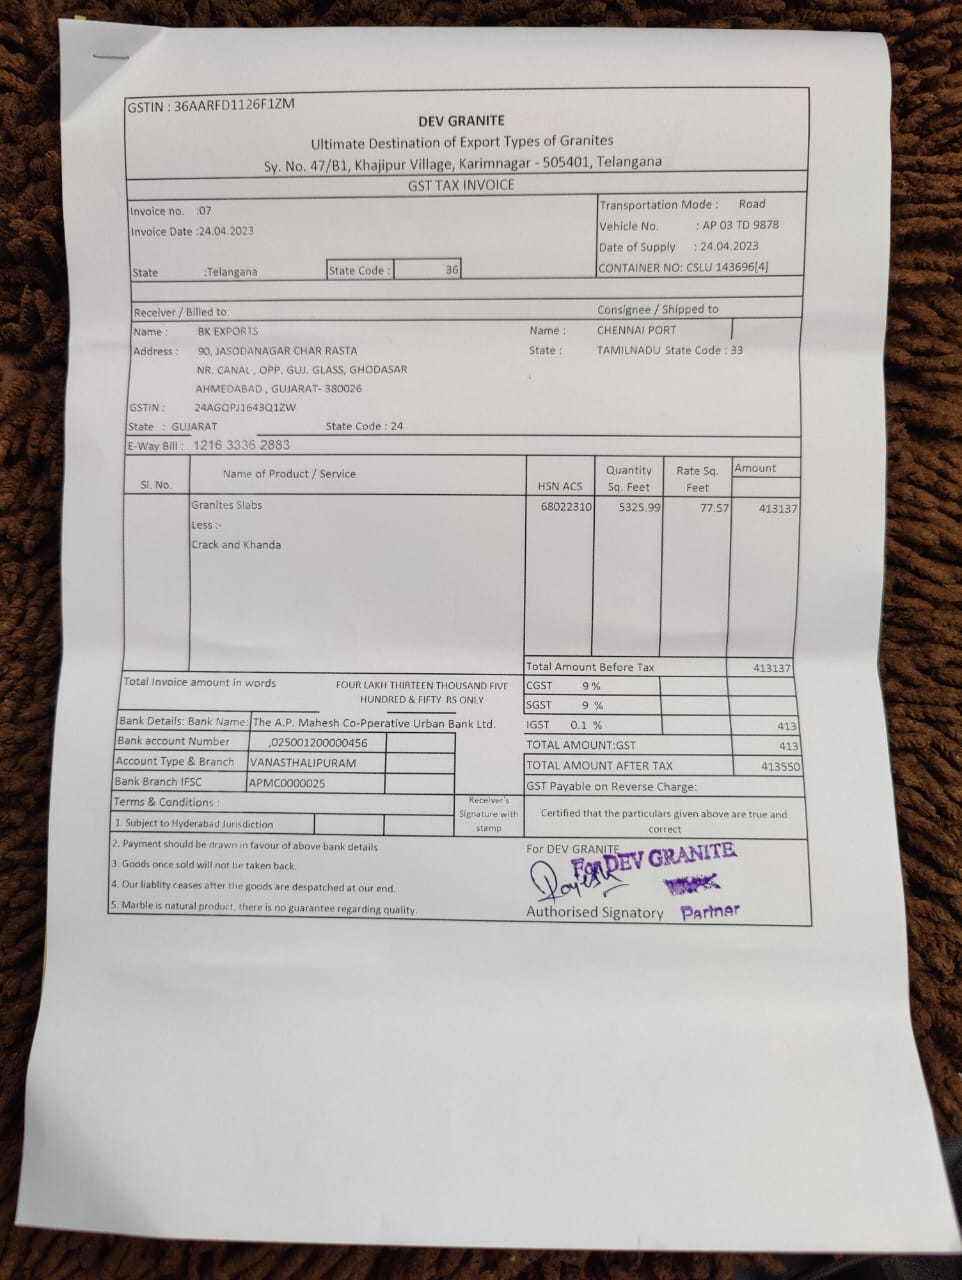 GSTIN : 36AARFD1126F1ZM
DEV GRANITE
Ultimate Destination of Export Types of Granites
Sy. No. 47/B1, Khajipur Village, Karimnagar - 505401, Telangana
GST TAX INVOICE
Invoice no. :07
Invoice Date :24.04.2023
State :Telangana State Code : 36
Transportation Mode : Road
Vehicle No. : AP 03 TD 9878
Date of Supply : 24.04.2023
CONTAINER NO: CSLU 143696[4]
Receiver / Billed to:
Name : BK EXPORTS
Address : 90, JASODANAGAR CHAR RASTA
NR. CANAL , OPP. GUJ. GLASS, GHODASAR
AHMEDABAD , GUJARAT- 380026
GSTIN : 24AGQPJ1643Q1ZW
State : GUJARAT State Code : 24
Consignee / Shipped to
Name : CHENNAI PORT
State : TAMILNADU State Code : 33
E-Way Bill : 1216 3336 2883
Sl. No. Name of Product / Service HSN ACS Quantity Sq. Feet Rate Sq. Feet Amount
Granites Slabs 68022310 5325.99 77.57 413137
Less :-
Crack and Khanda
Total Amount Before Tax 413137
CGST 9 %
SGST 9 %
IGST 0.1 % 413
TOTAL AMOUNT:GST 413
TOTAL AMOUNT AFTER TAX 413550
GST Payable on Reverse Charge:
Total Invoice amount in words FOUR LAKH THIRTEEN THOUSAND FIVE
HUNDRED & FIFTY RS ONLY
Bank Details: Bank Name: The A.P. Mahesh Co-Pperative Urban Bank Ltd.
Bank account Number ,025001200000456
Account Type & Branch VANASTHALIPURAM
Bank Branch IFSC APMC0000025
Terms & Conditions :
1. Subject to Hyderabad Jurisdiction
2. Payment should be drawn in favour of above bank details
3. Goods once sold will not be taken back.
4. Our liablity ceases after the goods are despatched at our end.
5. Marble is natural product, there is no guarantee regarding quality.
Receiver's
Signature with
stamp
Certified that the particulars given above are true and
correct
For DEV GRANITE
For DEV GRANITE
Authorised Signatory
Partner